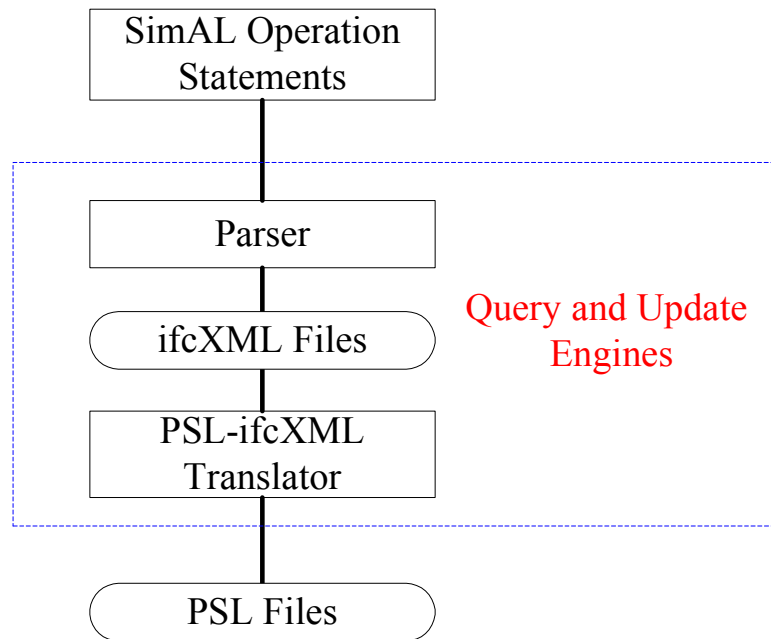 SimAL Operation
Statements
Parser
ifcXML Files
Query and Update
Engines
PSL-ifcXML
Translator
PSL Files